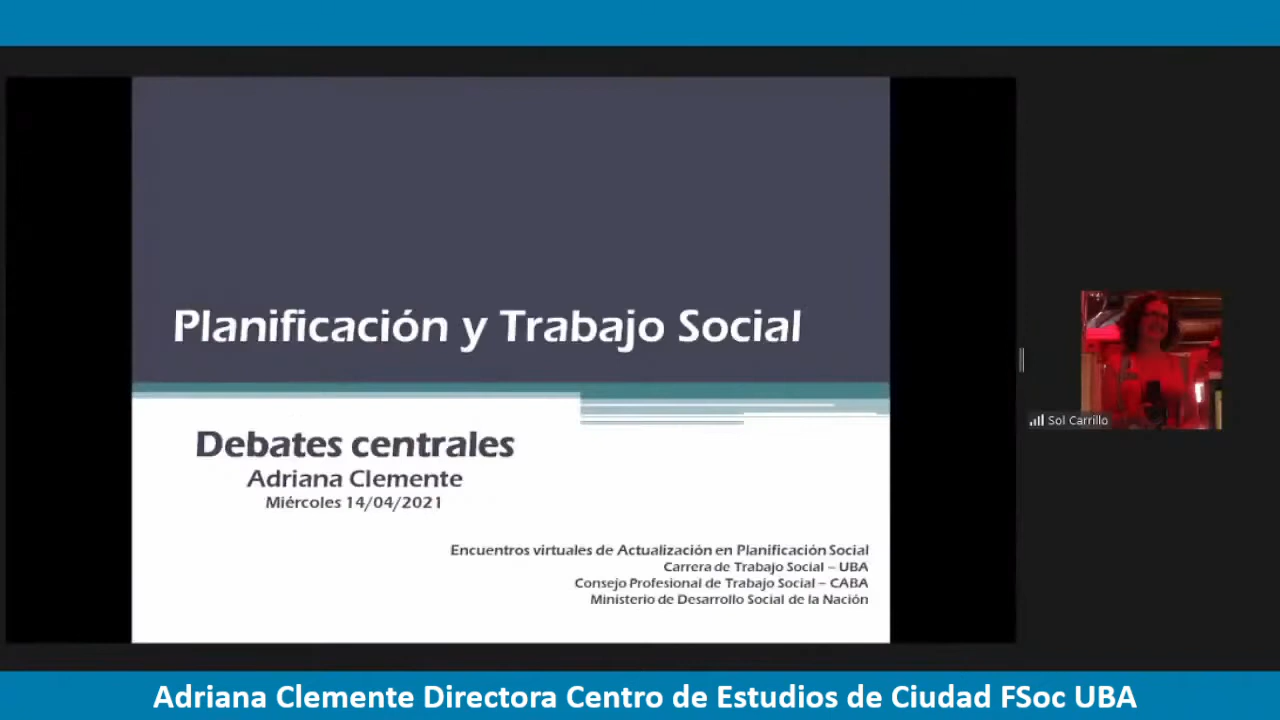 Planificación y Trabajo Social
Debates centrales
Adriana Clemente
Miércoles 14/04/2021
Encuentros virtuales de Actualización en Planificación Social
Carrera de Trabajo Social – UBA
Consejo Profesional de Trabajo Social – CABA
Ministerio de Desarrollo Social de la Nación
Sol Carrillo
Adriana Clemente Directora Centro de Estudios de Ciudad FSoc UBA